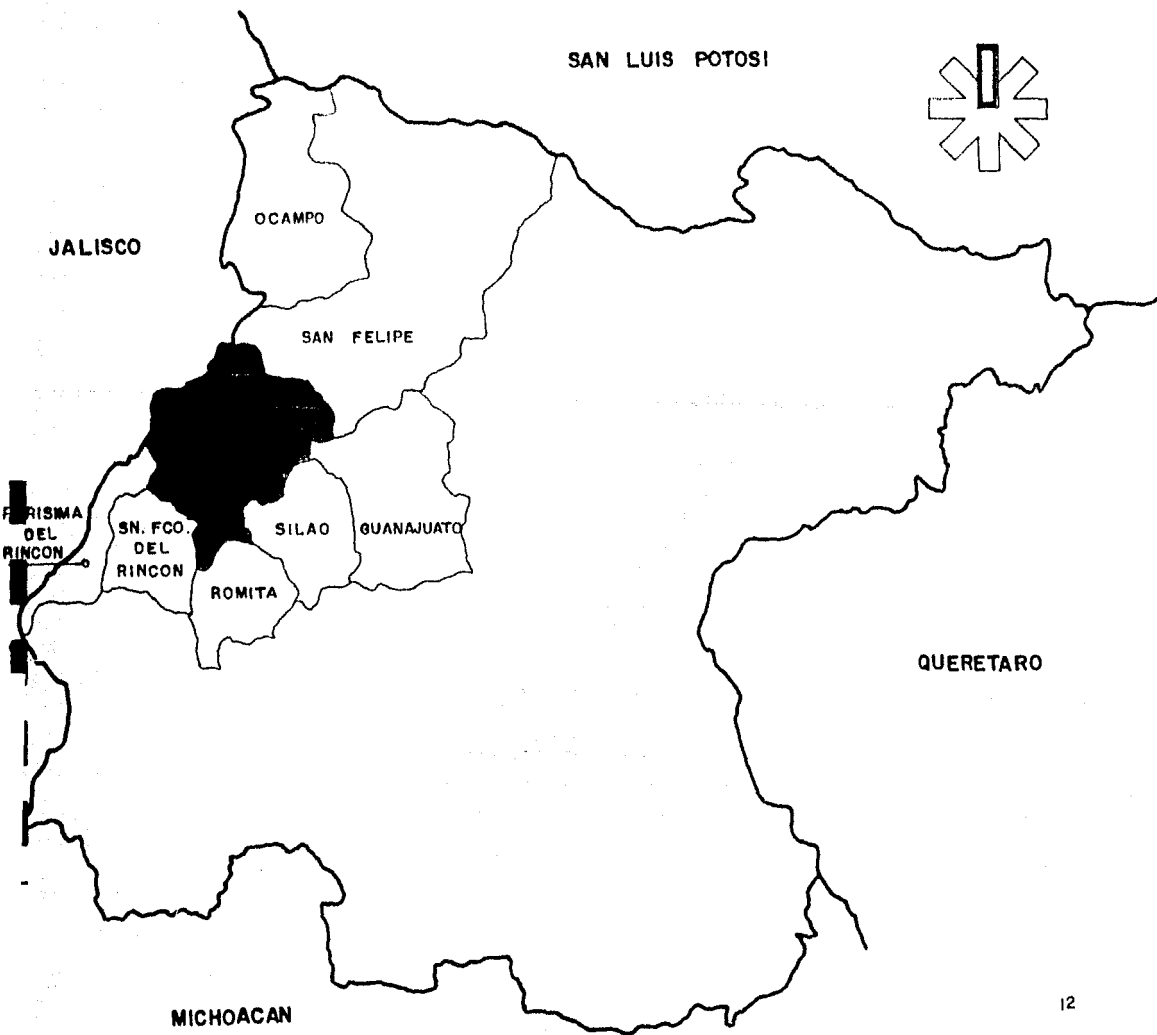 SAN LUIS POTOSI
OCAMPO
JALISCO
SAN FELIPE
PURISIMA
DEL
RINCON
SN. FCO.
DEL
RINCON
SILAO
GUANAJUATO
ROMITA
QUERETARO
MICHOACAN
12